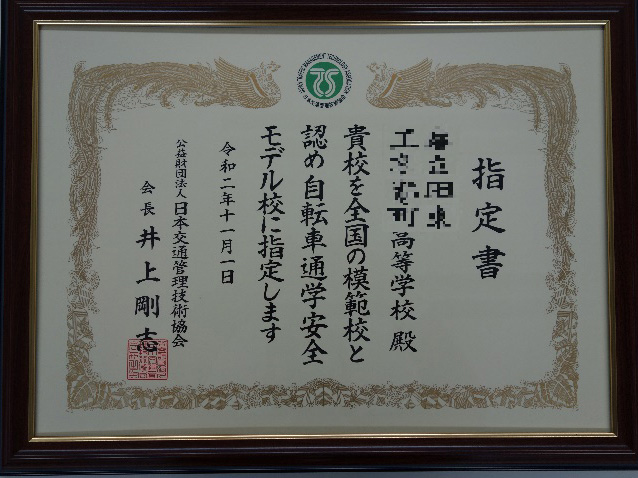 指定書
高等学校 殿
貴校を全国の模範校と
認め自転車通学安全
モデル校に指定します
令和二年十一月一日
公益財団法人 日本交通管理技術協会
会長 井上剛志